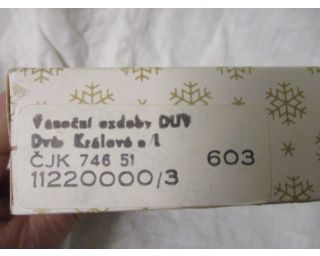 Vánoční ozdoby DUV
Dvůr Králové n/L
ČJK 746 51 603
11220000/3